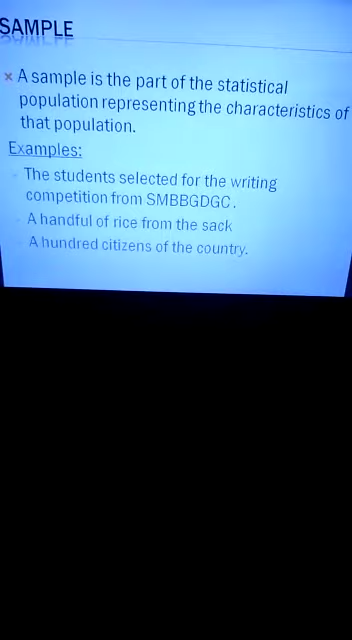 SAMPLE
A sample is the part of the statistical
population representing the characteristics of
that population.
Examples:
The students selected for the writing
competition from SMBBGDGC.
A handful of rice from the sack
A hundred citizens of the country.